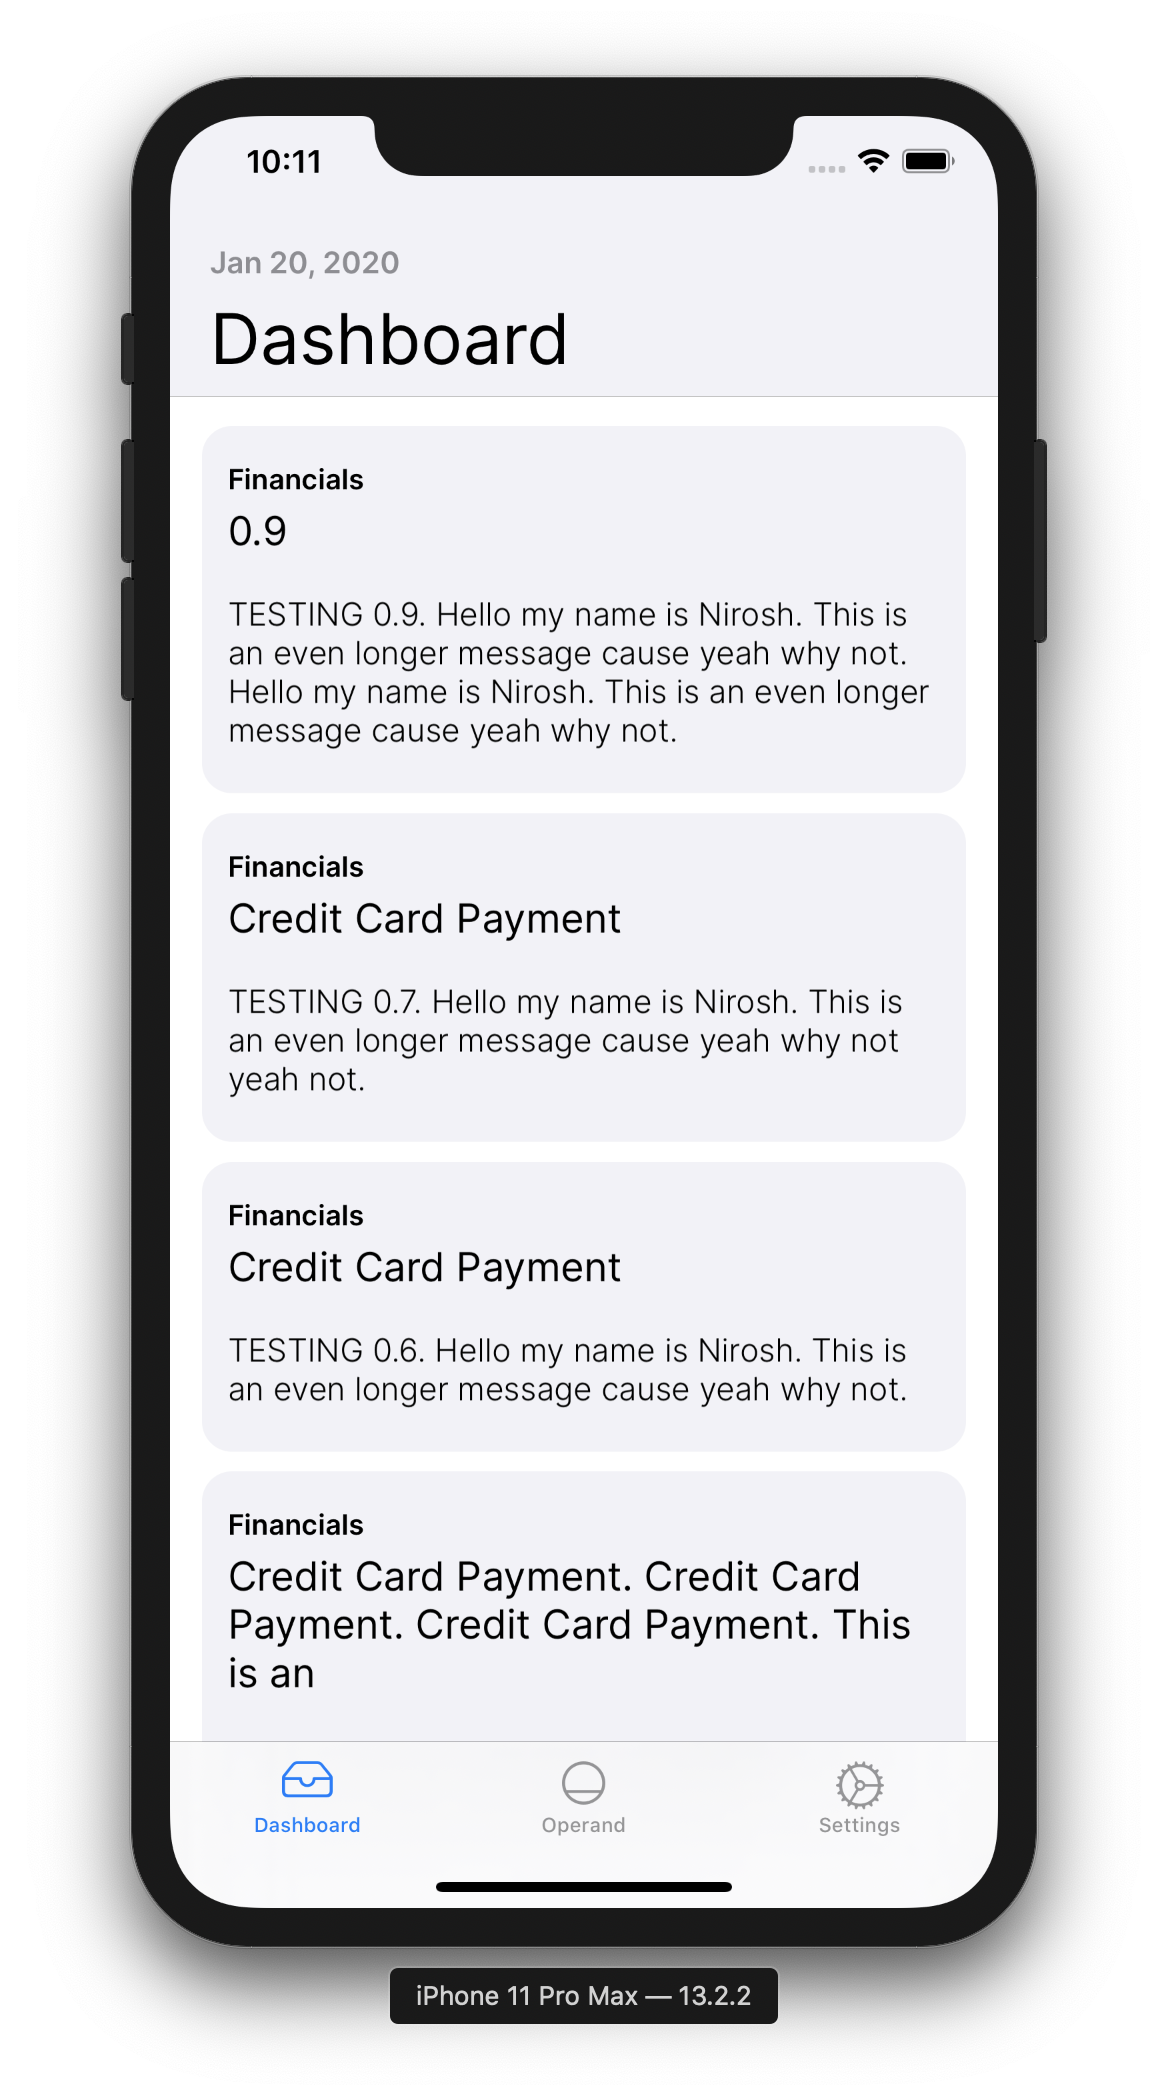 10:11
Jan 20, 2020
Dashboard
Financials
0.9
TESTING 0.9. Hello my name is Nirosh. This is
an even longer message cause yeah why not.
Hello my name is Nirosh. This is an even longer
message cause yeah why not.
Financials
Credit Card Payment
TESTING 0.7. Hello my name is Nirosh. This is
an even longer message cause yeah why not
yeah not.
Financials
Credit Card Payment
TESTING 0.6. Hello my name is Nirosh. This is
an even longer message cause yeah why not.
Financials
Credit Card Payment. Credit Card
Payment. Credit Card Payment. This
is an
Dashboard
Operand
Settings
iPhone 11 Pro Max — 13.2.2